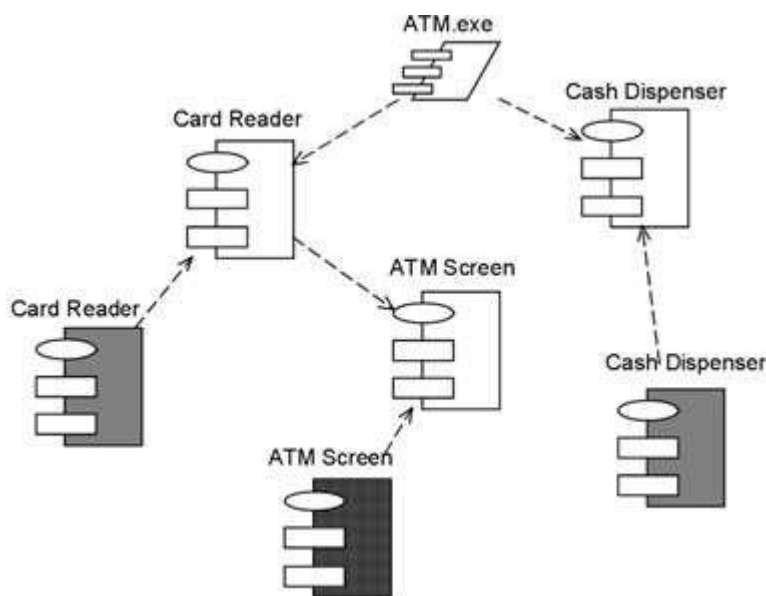 ATM.exe
Cash Dispenser
Card Reader
ATM Screen
Card Reader
Cash Dispenser
ATM Screen